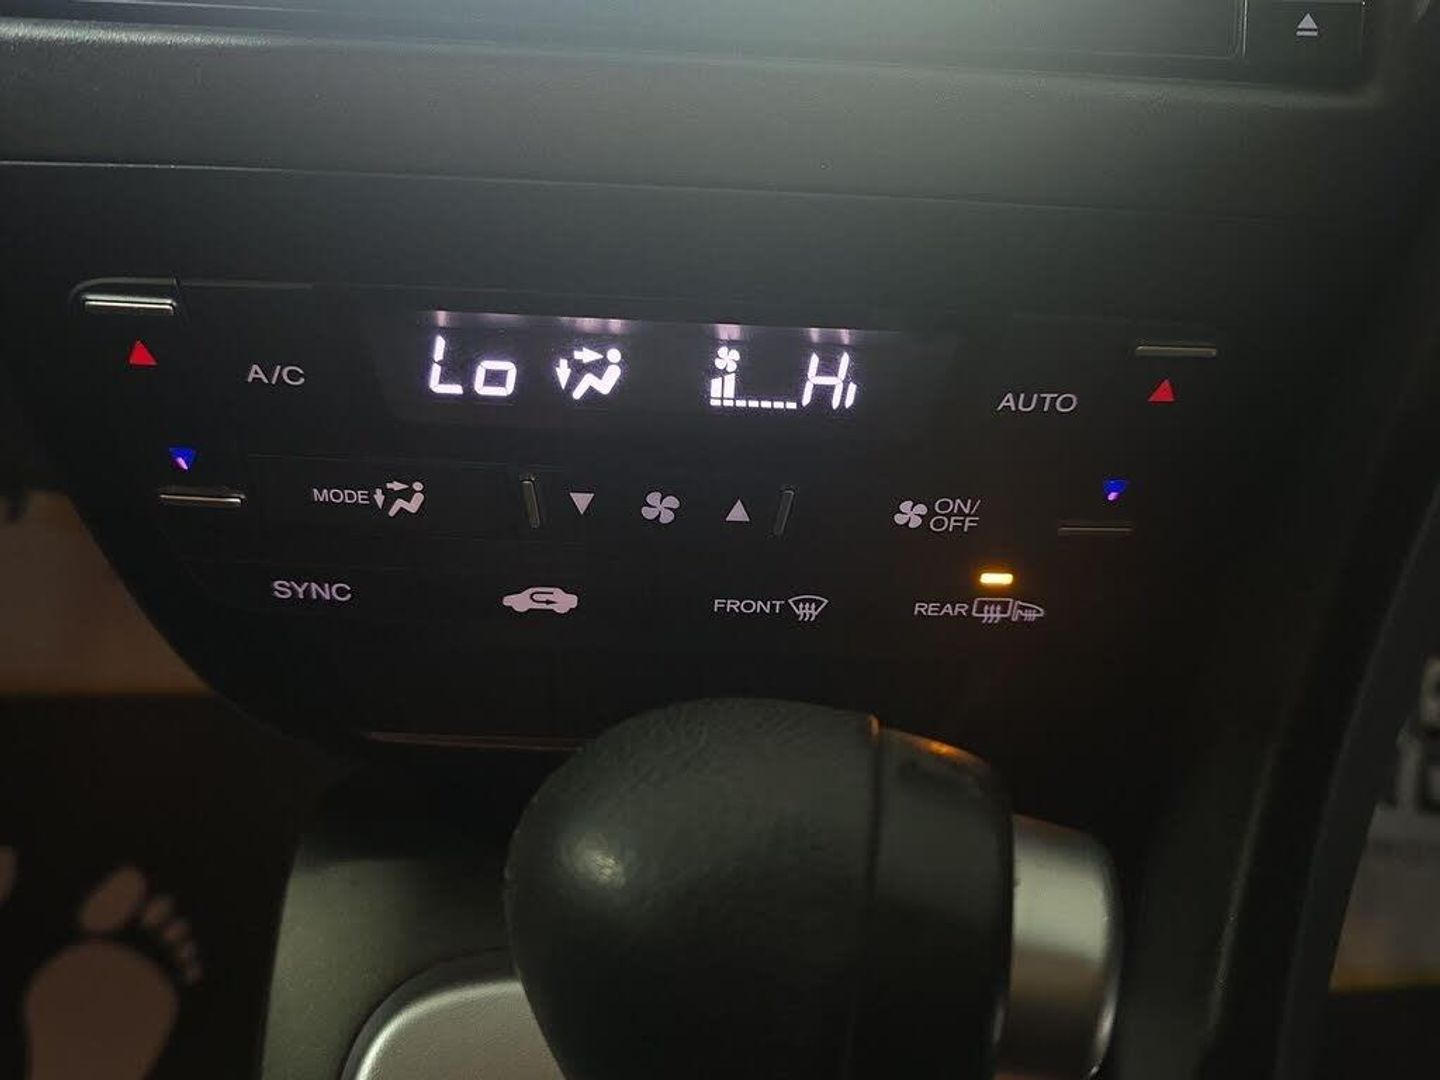 Lo Hi
A/C
AUTO
MODE
ON/
OFF
SYNC
FRONT
REAR